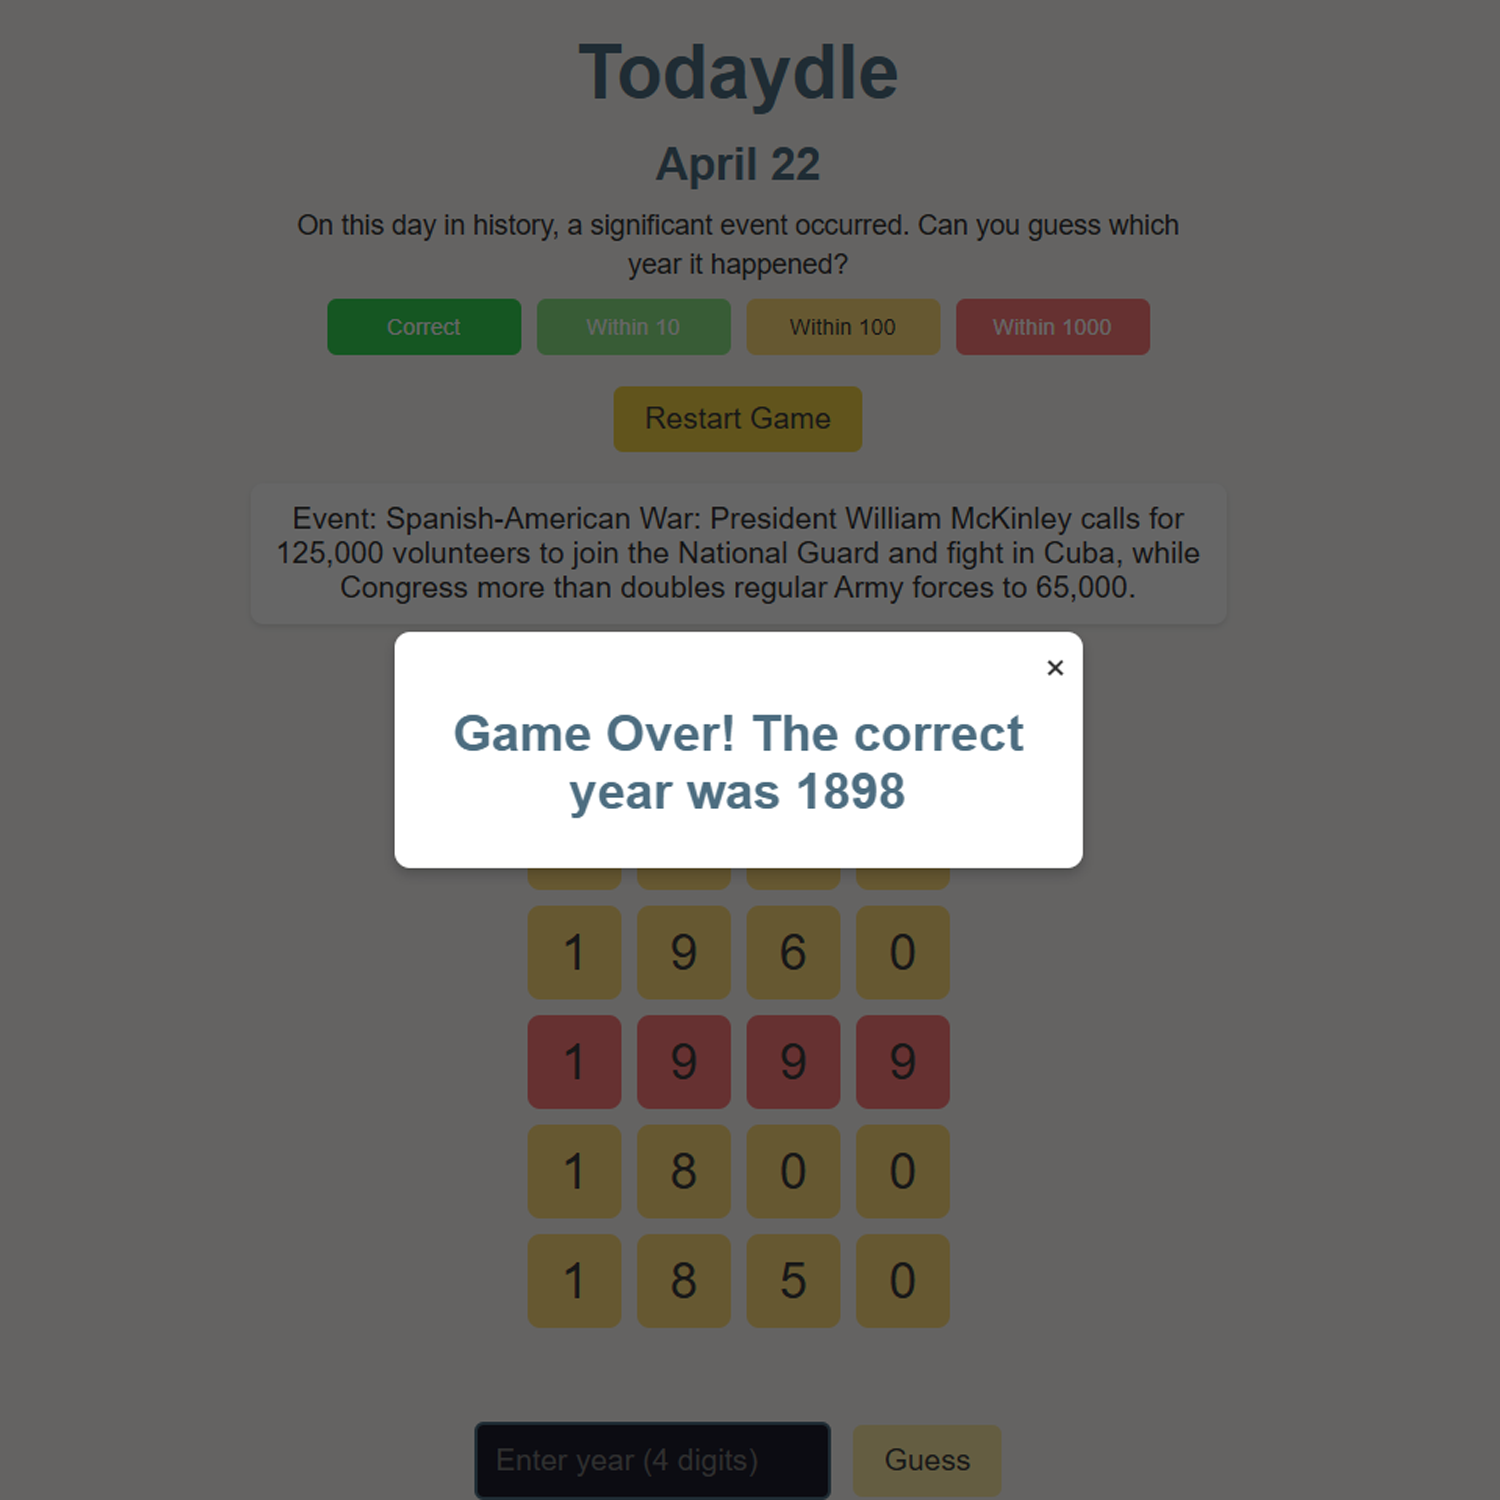 Todaydle
April 22
On this day in history, a significant event occurred. Can you guess which
year it happened?
Correct Within 10 Within 100 Within 1000
Restart Game
Event: Spanish-American War: President William McKinley calls for
125,000 volunteers to join the National Guard and fight in Cuba, while
Congress more than doubles regular Army forces to 65,000.
×
Game Over! The correct
year was 1898
1 9 6 0
1 9 9 9
1 8 0 0
1 8 5 0
Enter year (4 digits) Guess